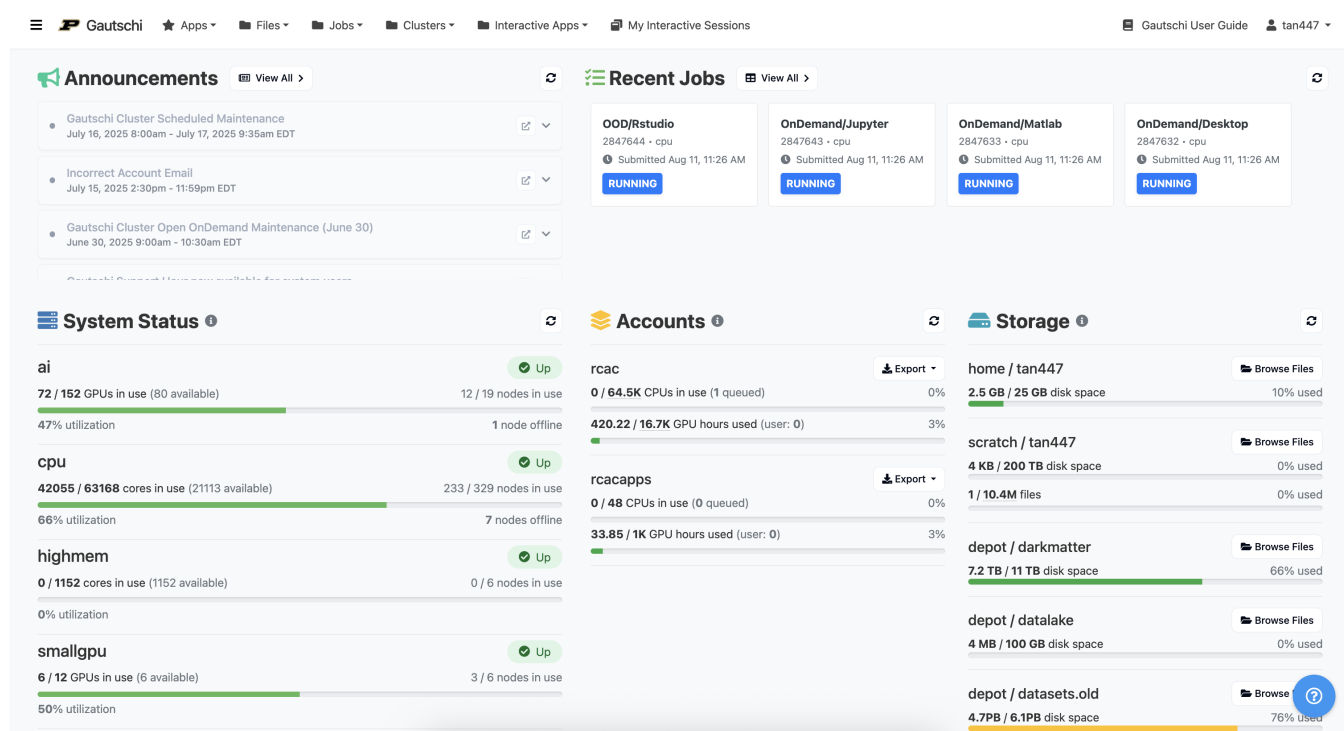 Gautschi
Apps
Files
Jobs
Clusters
Interactive Apps
My Interactive Sessions
Gautschi User Guide
tan447
Announcements
View All
Gautschi Cluster Scheduled Maintenance
July 16, 2025 8:00am - July 17, 2025 9:35am EDT
Incorrect Account Email
July 15, 2025 2:30pm - 11:59pm EDT
Gautschi Cluster Open OnDemand Maintenance (June 30)
June 30, 2025 9:00am - 10:30am EDT
Recent Jobs
View All
OOD/Rstudio
2847644 • cpu
Submitted Aug 11, 11:26 AM
RUNNING
OnDemand/Jupyter
2847643 • cpu
Submitted Aug 11, 11:26 AM
RUNNING
OnDemand/Matlab
2847633 • cpu
Submitted Aug 11, 11:26 AM
RUNNING
OnDemand/Desktop
2847632 • cpu
Submitted Aug 11, 11:26 AM
RUNNING
System Status
ai
Up
72 / 152 GPUs in use (80 available)
12 / 19 nodes in use
47% utilization
1 node offline
cpu
Up
42055 / 63168 cores in use (21113 available)
233 / 329 nodes in use
66% utilization
7 nodes offline
highmem
Up
0 / 1152 cores in use (1152 available)
0 / 6 nodes in use
0% utilization
smallgpu
Up
6 / 12 GPUs in use (6 available)
3 / 6 nodes in use
50% utilization
Accounts
rcac
Export
0 / 64.5K CPUs in use (1 queued)
0%
420.22 / 16.7K GPU hours used (user: 0)
3%
rcacapps
Export
0 / 48 CPUs in use (0 queued)
0%
33.85 / 1K GPU hours used (user: 0)
3%
Storage
home / tan447
Browse Files
2.5 GB / 25 GB disk space
10% used
scratch / tan447
Browse Files
4 KB / 200 TB disk space
0% used
1 / 10.4M files
0% used
depot / darkmatter
Browse Files
7.2 TB / 11 TB disk space
66% used
depot / datalake
Browse Files
4 MB / 100 GB disk space
0% used
depot / datasets.old
Browse
4.7PB / 6.1PB disk space
76% used